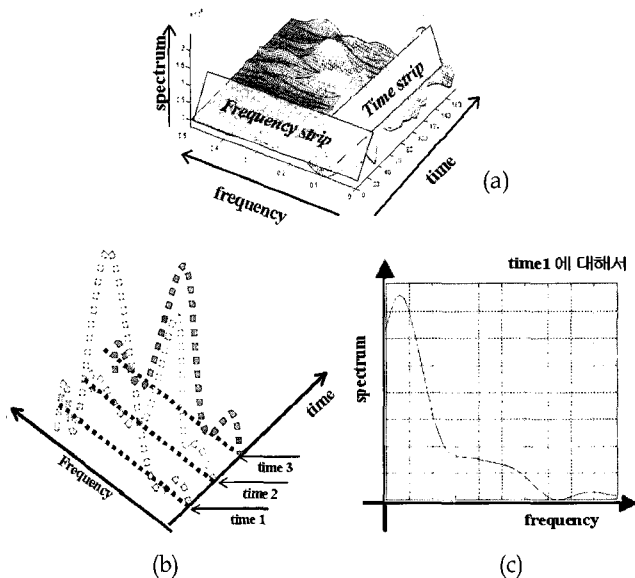 spectrum
Frequency strip
Time strip
frequency
time
(a)
time
Frequency
time 3
time 2
time 1
(b)
time1 에 대해서
spectrum
frequency
(c)